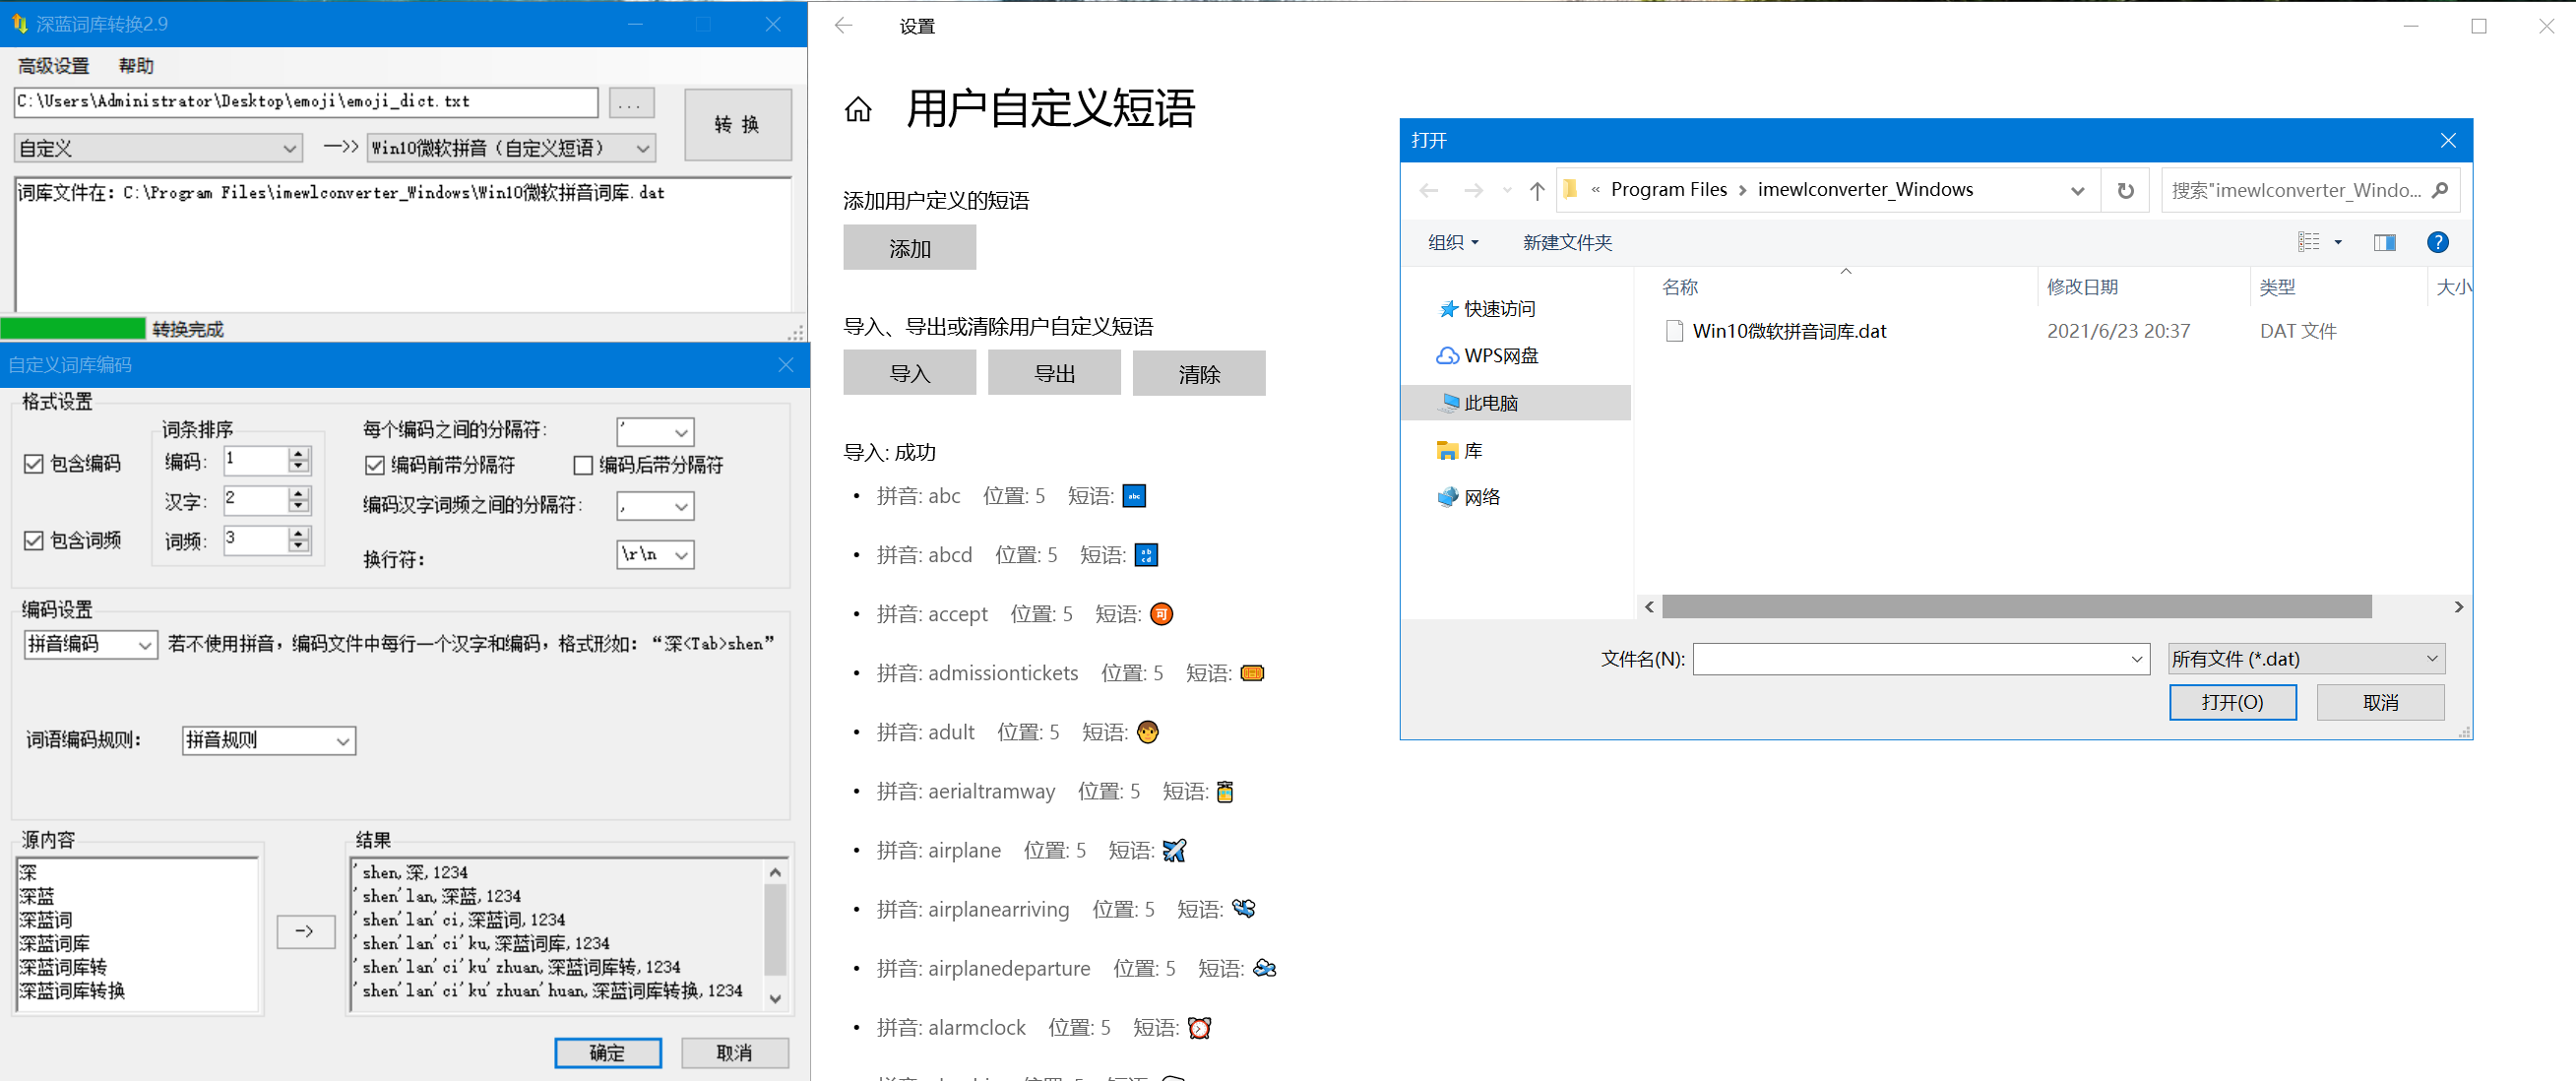 深蓝词库转换2.9
高级设置 帮助
C:\Users\Administrator\Desktop\emoji\emoji_dict.txt ...
转 换
自定义 —>> Win10微软拼音（自定义短语）
词库文件在：C:\Program Files\imewlconverter_Windows\Win10微软拼音词库.dat
转换完成
自定义词库编码
格式设置
词条排序
包含编码
包含词频
编码： 1
汉字： 2
词频： 3
每个编码之间的分隔符： '
编码前带分隔符 编码后带分隔符
编码汉字词频之间的分隔符： ,
换行符： \r\n
编码设置
拼音编码 若不使用拼音，编码文件中每行一个汉字和编码，格式形如：“深<Tab>shen”
词语编码规则： 拼音规则
源内容
深
深蓝
深蓝词
深蓝词库
深蓝词库转
深蓝词库转换
->
结果
'shen,深,1234
'shen'lan,深蓝,1234
'shen'lan'ci,深蓝词,1234
'shen'lan'ci'ku,深蓝词库,1234
'shen'lan'ci'ku'zhuan,深蓝词库转,1234
'shen'lan'ci'ku'zhuan'huan,深蓝词库转换,1234
确定 取消
设置
用户自定义短语
添加用户定义的短语
添加
导入、导出或清除用户自定义短语
导入 导出 清除
导入: 成功
• 拼音: abc 位置: 5 短语: abc
• 拼音: abcd 位置: 5 短语: abcd
• 拼音: accept 位置: 5 短语: 可
• 拼音: admissiontickets 位置: 5 短语:
• 拼音: adult 位置: 5 短语:
• 拼音: aerialtramway 位置: 5 短语:
• 拼音: airplane 位置: 5 短语:
• 拼音: airplanearriving 位置: 5 短语:
• 拼音: airplanedeparture 位置: 5 短语:
• 拼音: alarmclock 位置: 5 短语:
打开
« Program Files › imewlconverter_Windows
搜索"imewlconverter_Windo...
组织 新建文件夹
?
名称 修改日期 类型 大小
Win10微软拼音词库.dat 2021/6/23 20:37 DAT 文件
快速访问
WPS网盘
此电脑
库
网络
文件名(N): 所有文件 (*.dat)
打开(O) 取消